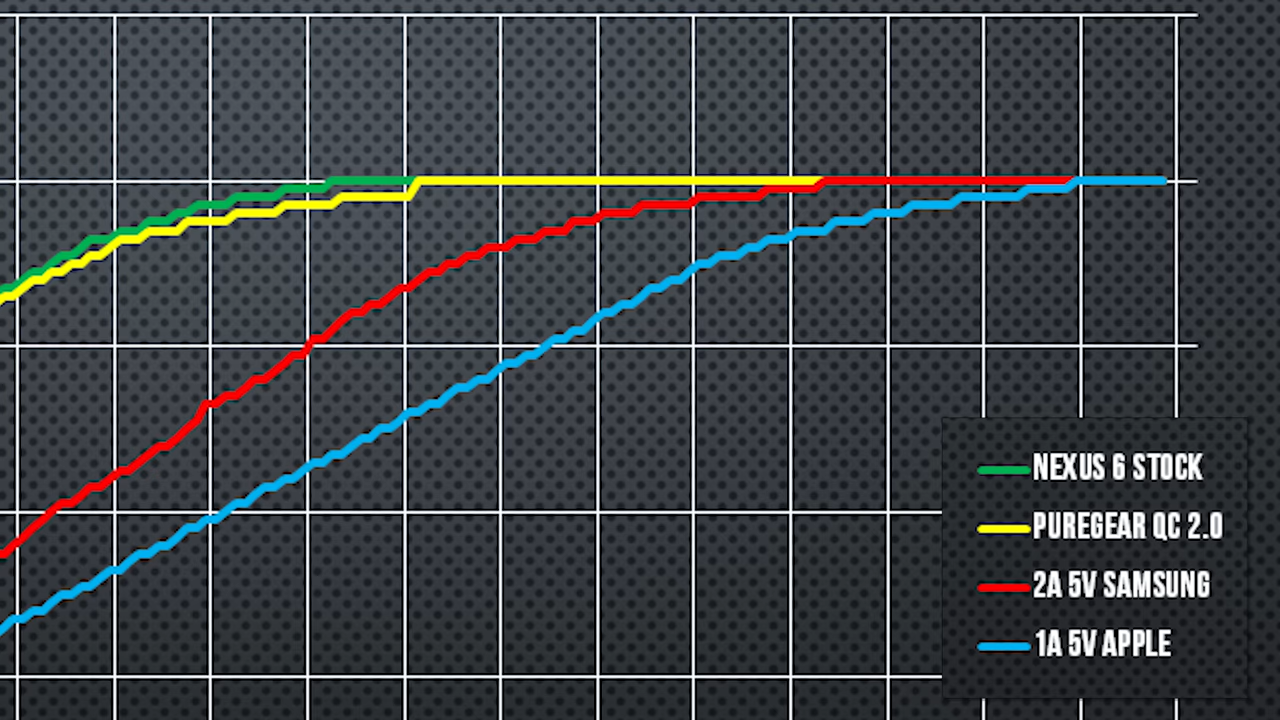 NEXUS 6 STOCK
PUREGEAR QC 2.0
2A 5V SAMSUNG
1A 5V APPLE